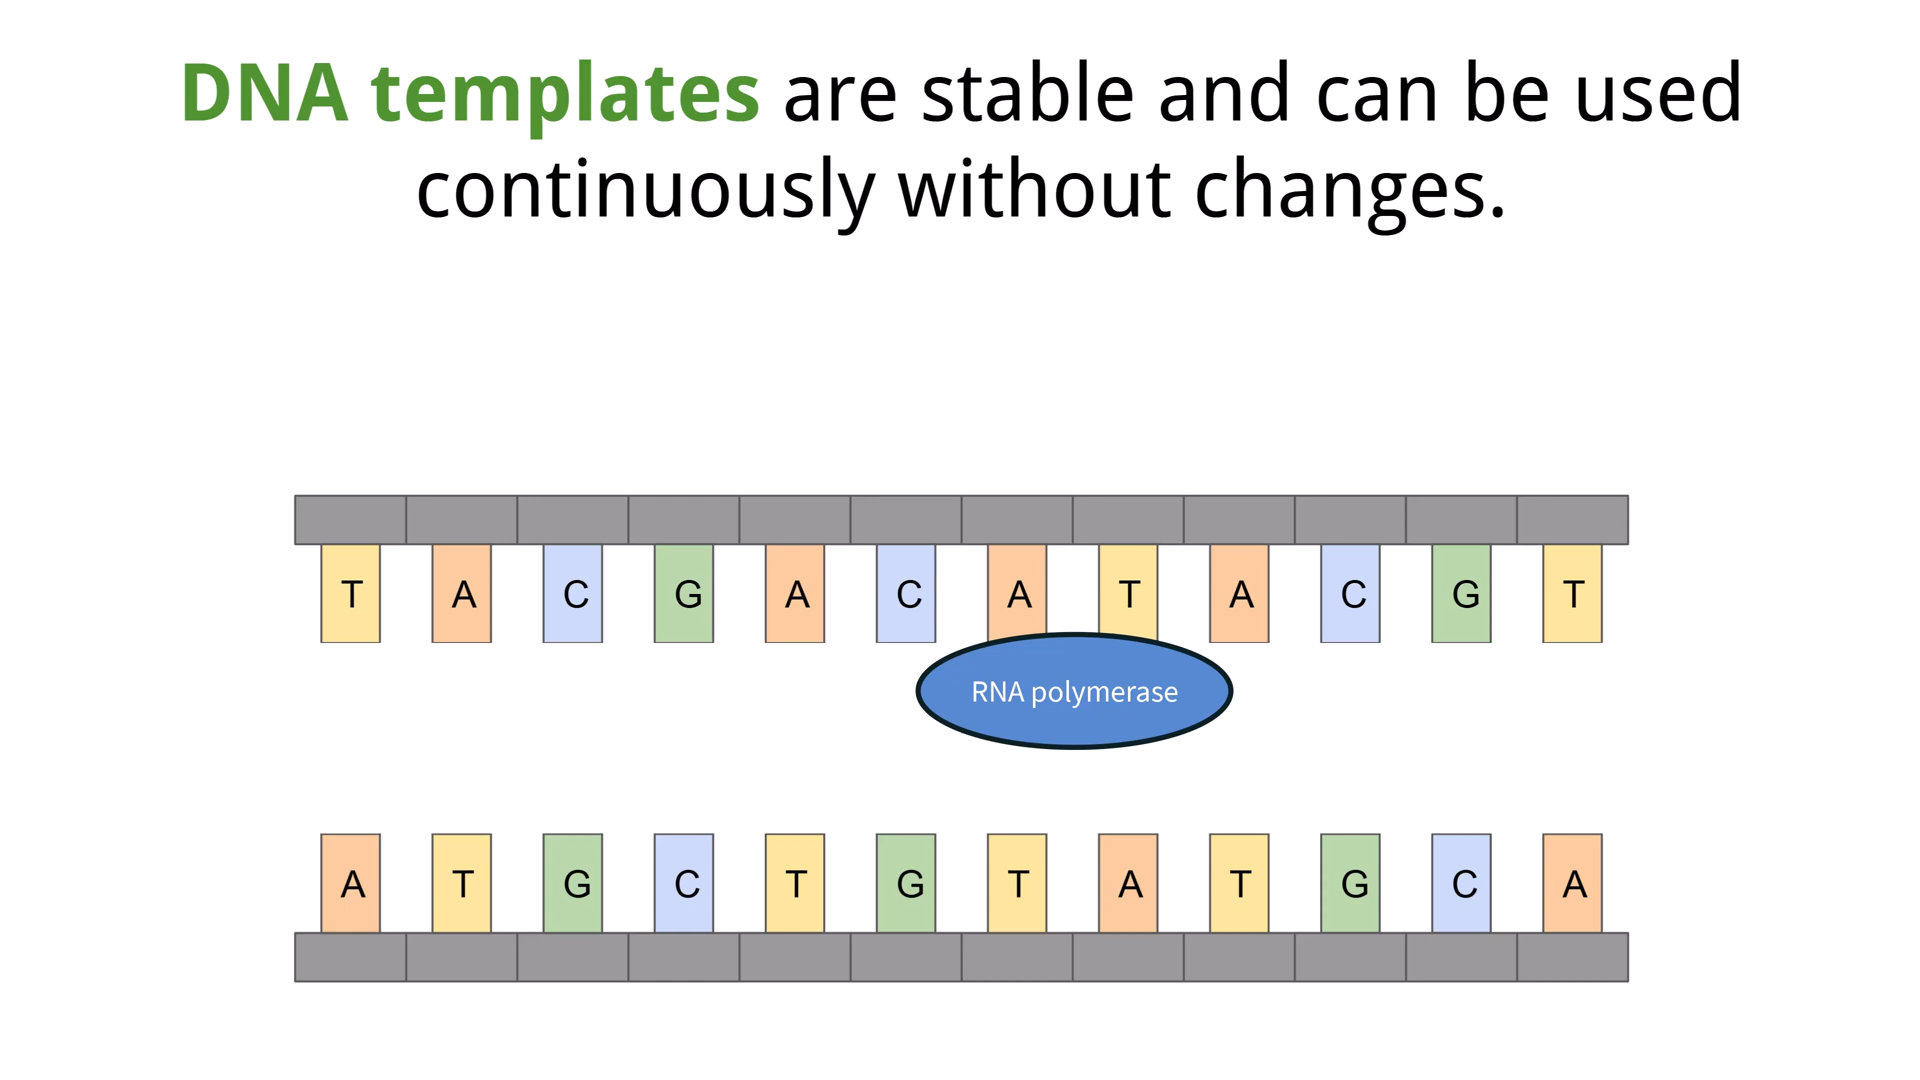 DNA templates are stable and can be used
continuously without changes.
T A C G A C A T A C G T
RNA polymerase
A T G C T G T A T G C A